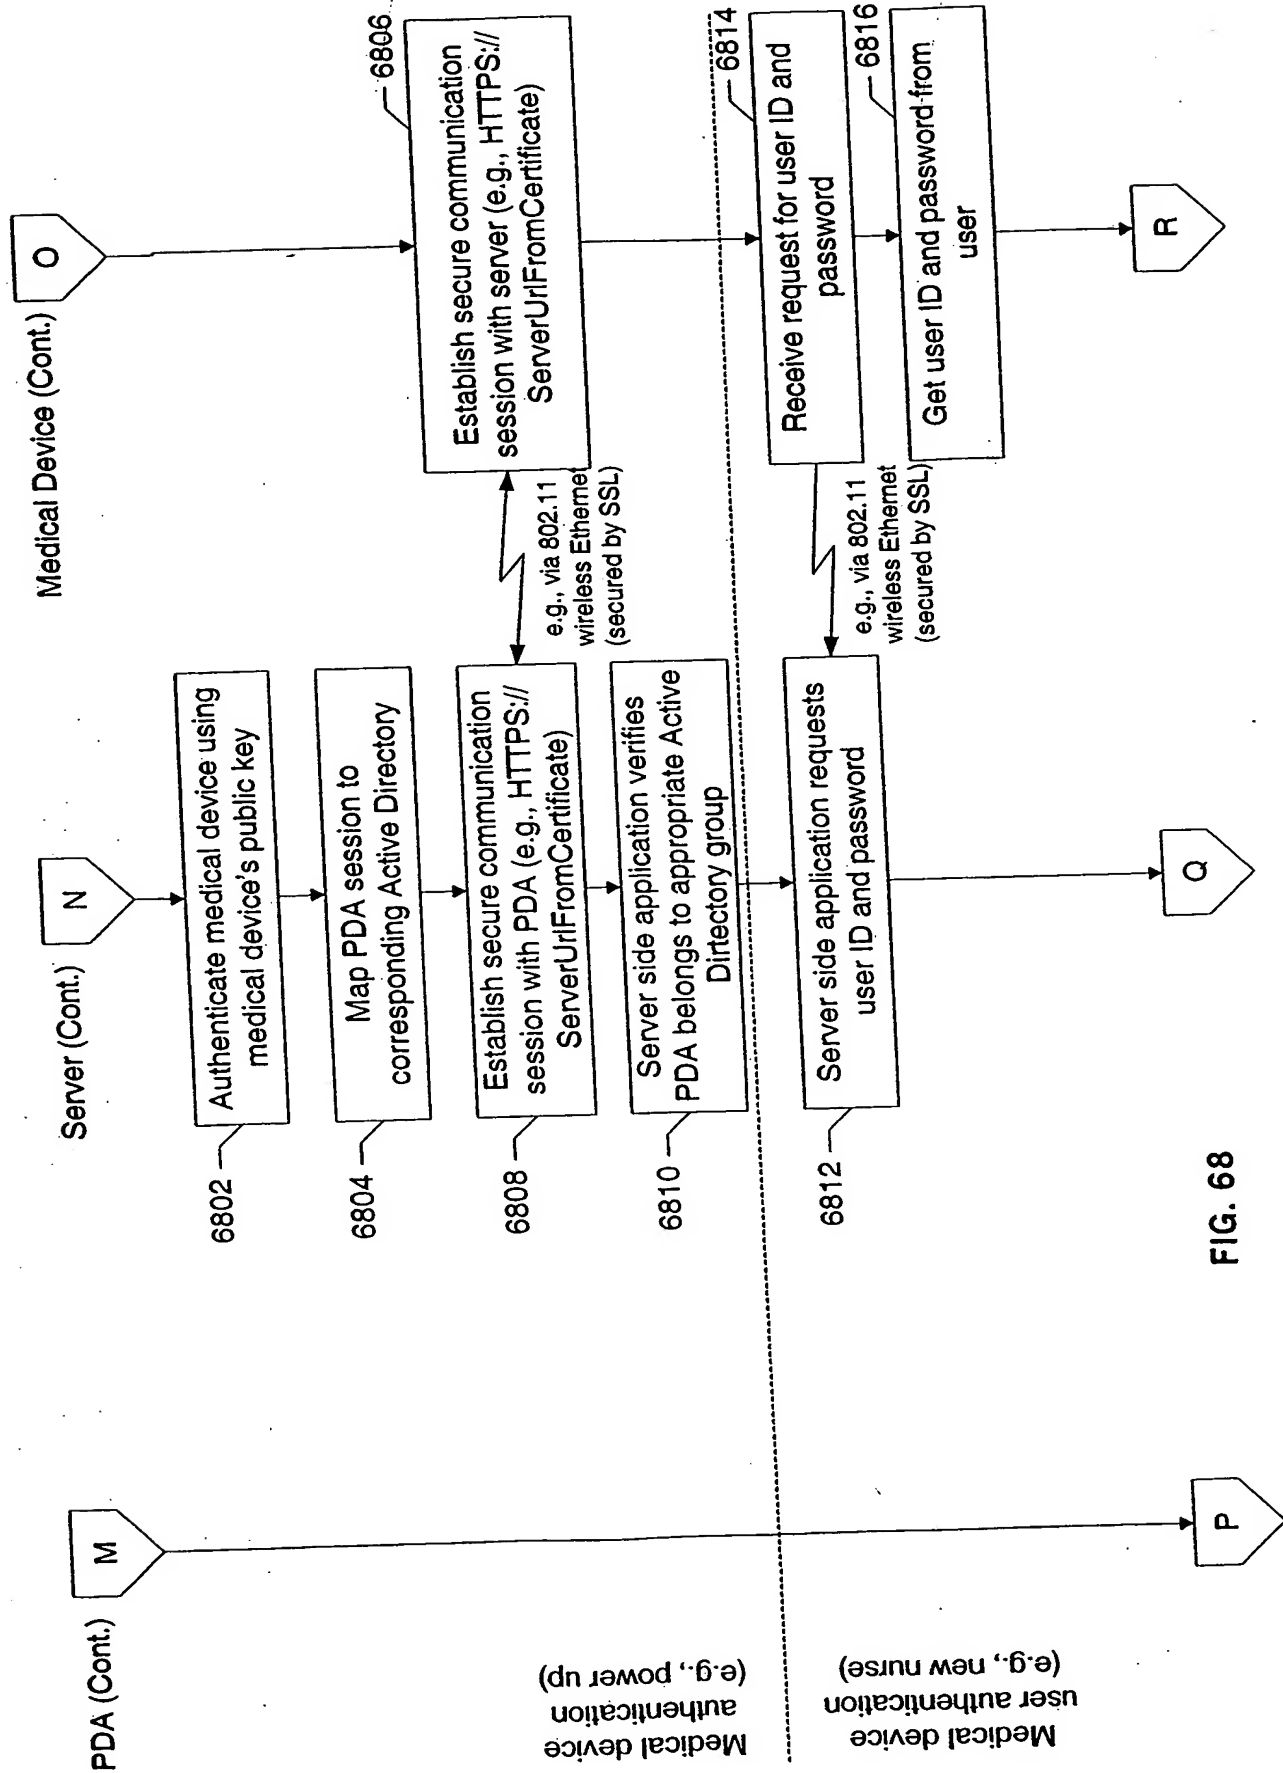 PDA (Cont.)
M
Server (Cont.)
N
Medical Device (Cont.)
O
Medical device
authentication
(e.g., power up)
6802
Authenticate medical device using
medical device's public key
6804
Map PDA session to
corresponding Active Directory
6806
Establish secure communication
session with server (e.g., HTTPS://
ServerUrlFromCertificate)
6808
Establish secure communication
session with PDA (e.g., HTTPS://
ServerUrlFromCertificate)
e.g., via 802.11
wireless Ethernet
(secured by SSL)
6810
Server side application verifies
PDA belongs to appropriate Active
Dirtectory group
Medical device
user authentication
(e.g., new nurse)
6812
Server side application requests
user ID and password
e.g., via 802.11
wireless Ethernet
(secured by SSL)
6814
Receive request for user ID and
password
6816
Get user ID and password from
user
P
Q
R
FIG. 68